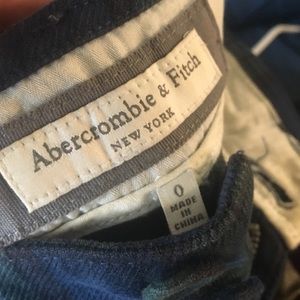 Abercrombie & Fitch
NEW YORK
0
MADE IN
CHINA